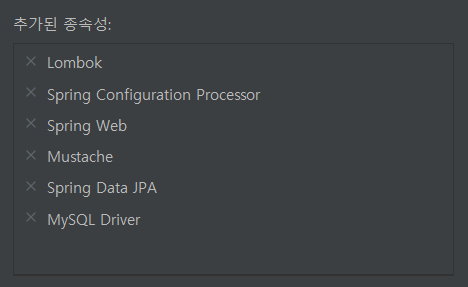 추가된 종속성:
Lombok
Spring Configuration Processor
Spring Web
Mustache
Spring Data JPA
MySQL Driver